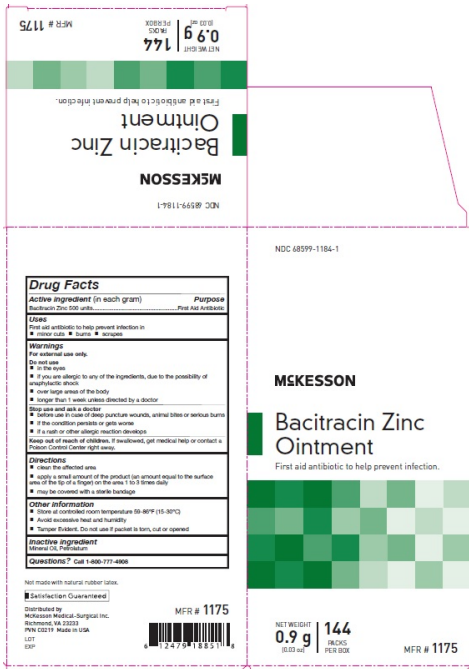 MFR # 1175
NET WEIGHT
0.9 g
(0.03 oz)
144
PACKS
PER BOX
First aid antibiotic to help prevent infection.
Bacitracin Zinc
Ointment
MCKESSON
NDC 68599-1184-1
Drug Facts
Active ingredient (in each gram) Purpose
Bacitracin Zinc 500 units..............................First Aid Antibiotic
Uses
First aid antibiotic to help prevent infection in
■ minor cuts ■ burns ■ scrapes
Warnings
For external use only.
Do not use
■ in the eyes
■ if you are allergic to any of the ingredients, due to the possibility of
anaphylactic shock
■ over large areas of the body
■ longer than 1 week unless directed by a doctor
Stop use and ask a doctor
■ before use in case of deep puncture wounds, animal bites or serious burns
■ if the condition persists or gets worse
■ if a rash or other allergic reaction develops
Keep out of reach of children. If swallowed, get medical help or contact a
Poison Control Center right away.
Directions
■ clean the affected area
■ apply a small amount of the product (an amount equal to the surface
area of the tip of a finger) on the area 1 to 3 times daily
■ may be covered with a sterile bandage
Other information
■ Store at controlled room temperature 59-86°F (15-30°C)
■ Avoid excessive heat and humidity
■ Tamper Evident. Do not use if packet is torn, cut or opened
Inactive ingredient
Mineral Oil, Petrolatum
Questions? Call 1-800-777-4908
Not made with natural rubber latex.
Satisfaction Guaranteed
Distributed by
McKesson Medical-Surgical Inc.
Richmond, VA 23233
PVN C0219 Made in USA
LOT
EXP
MFR # 1175
6 12479 18851 8
NDC 68599-1184-1
MCKESSON
Bacitracin Zinc
Ointment
First aid antibiotic to help prevent infection.
NET WEIGHT
0.9 g
(0.03 oz)
144
PACKS
PER BOX
MFR # 1175